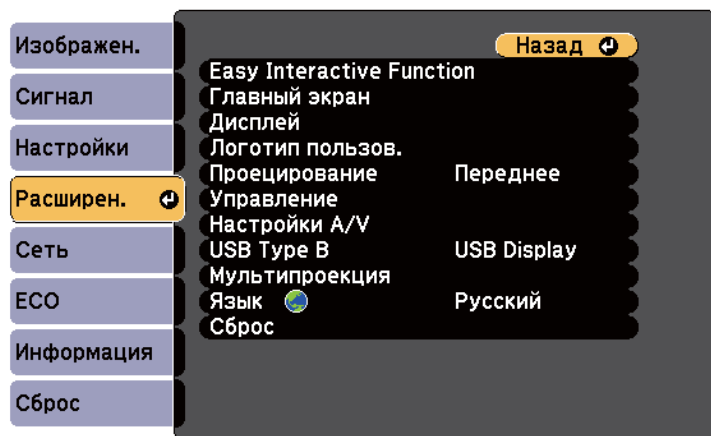 Изображен.
Сигнал
Настройки
Расширен.
Сеть
ECO
Информация
Сброс
Назад
Easy Interactive Function
Главный экран
Дисплей
Логотип пользов.
Проецирование Переднее
Управление
Настройки A/V
USB Type B USB Display
Мультипроекция
Язык Русский
Сброс